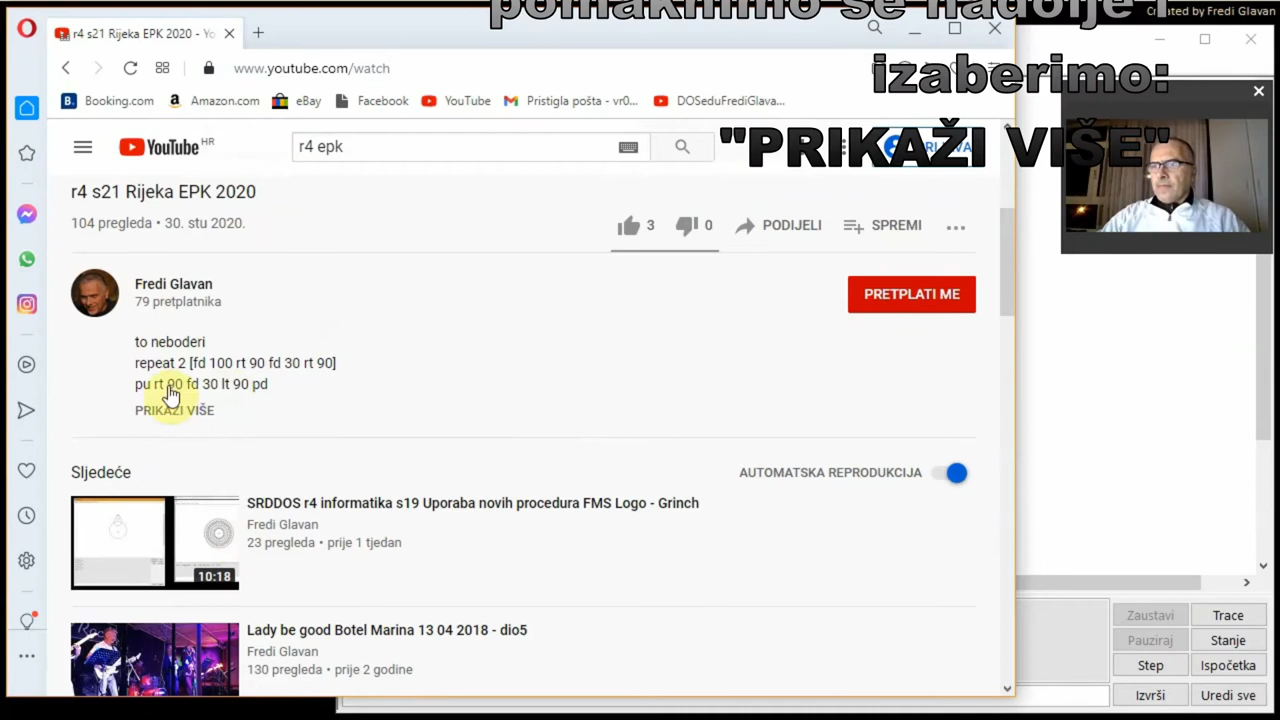 pomaknimo se nadolje i
izaberimo:
"PRIKAŽI VIŠE"
Created by Fredi Glavan
r4 s21 Rijeka EPK 2020 - Yo
www.youtube.com/watch
Booking.com
Amazon.com
eBay
Facebook
YouTube
Pristigla pošta - vr0...
DOSeduFrediGlava...
YouTube HR
r4 epk
r4 s21 Rijeka EPK 2020
104 pregleda • 30. stu 2020.
3
0
PODIJELI
SPREMI
Fredi Glavan
79 pretplatnika
PRETPLATI ME
to neboderi
repeat 2 [fd 100 rt 90 fd 30 rt 90]
pu rt 90 fd 30 lt 90 pd
PRIKAŽI VIŠE
Sljedeće
AUTOMATSKA REPRODUKCIJA
SRDDOS r4 informatika s19 Uporaba novih procedura FMS Logo - Grinch
Fredi Glavan
23 pregleda • prije 1 tjedan
10:18
Lady be good Botel Marina 13 04 2018 - dio5
Fredi Glavan
130 pregleda • prije 2 godine
Zaustavi
Trace
Pauziraj
Stanje
Step
Ispočetka
Izvrši
Uredi sve